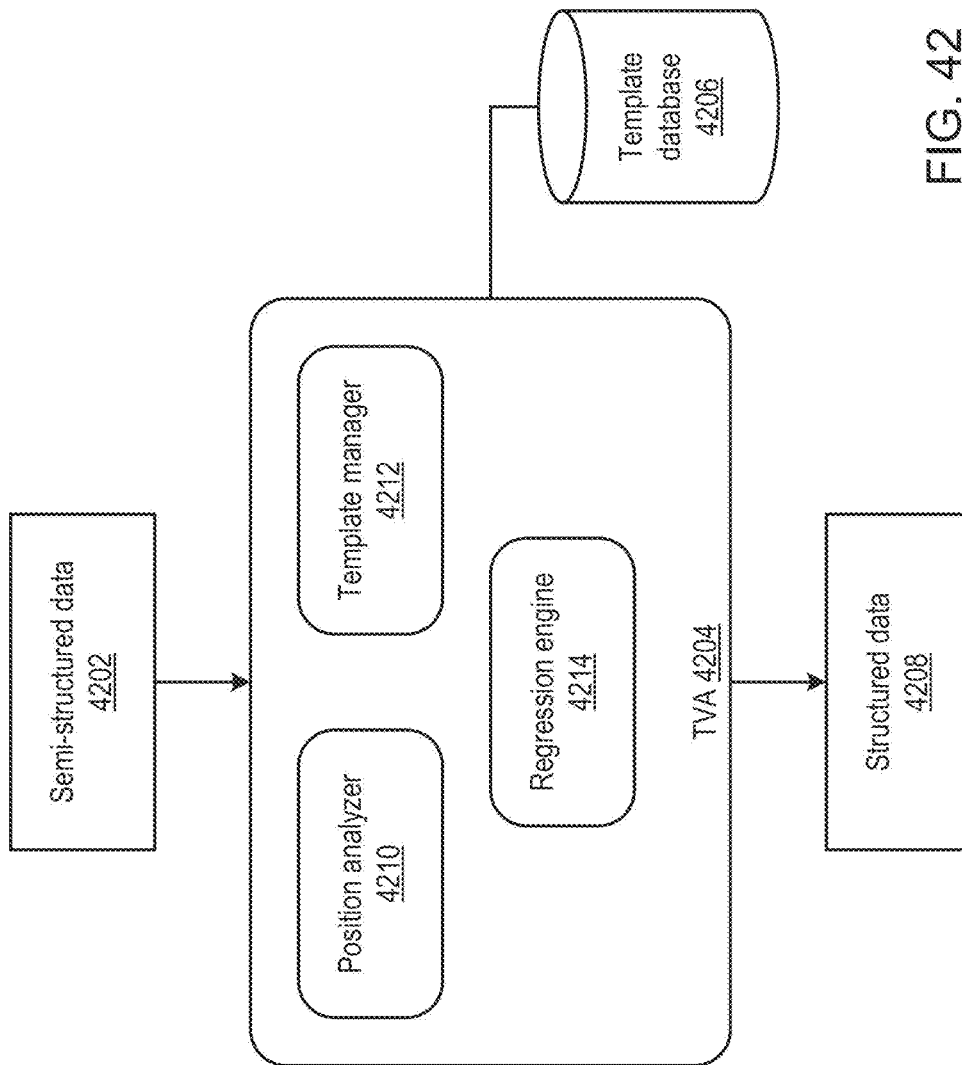 Semi-structured data
4202
Position analyzer
4210
Template manager
4212
Regression engine
4214
TVA 4204
Template
database
4206
Structured data
4208
FIG. 42